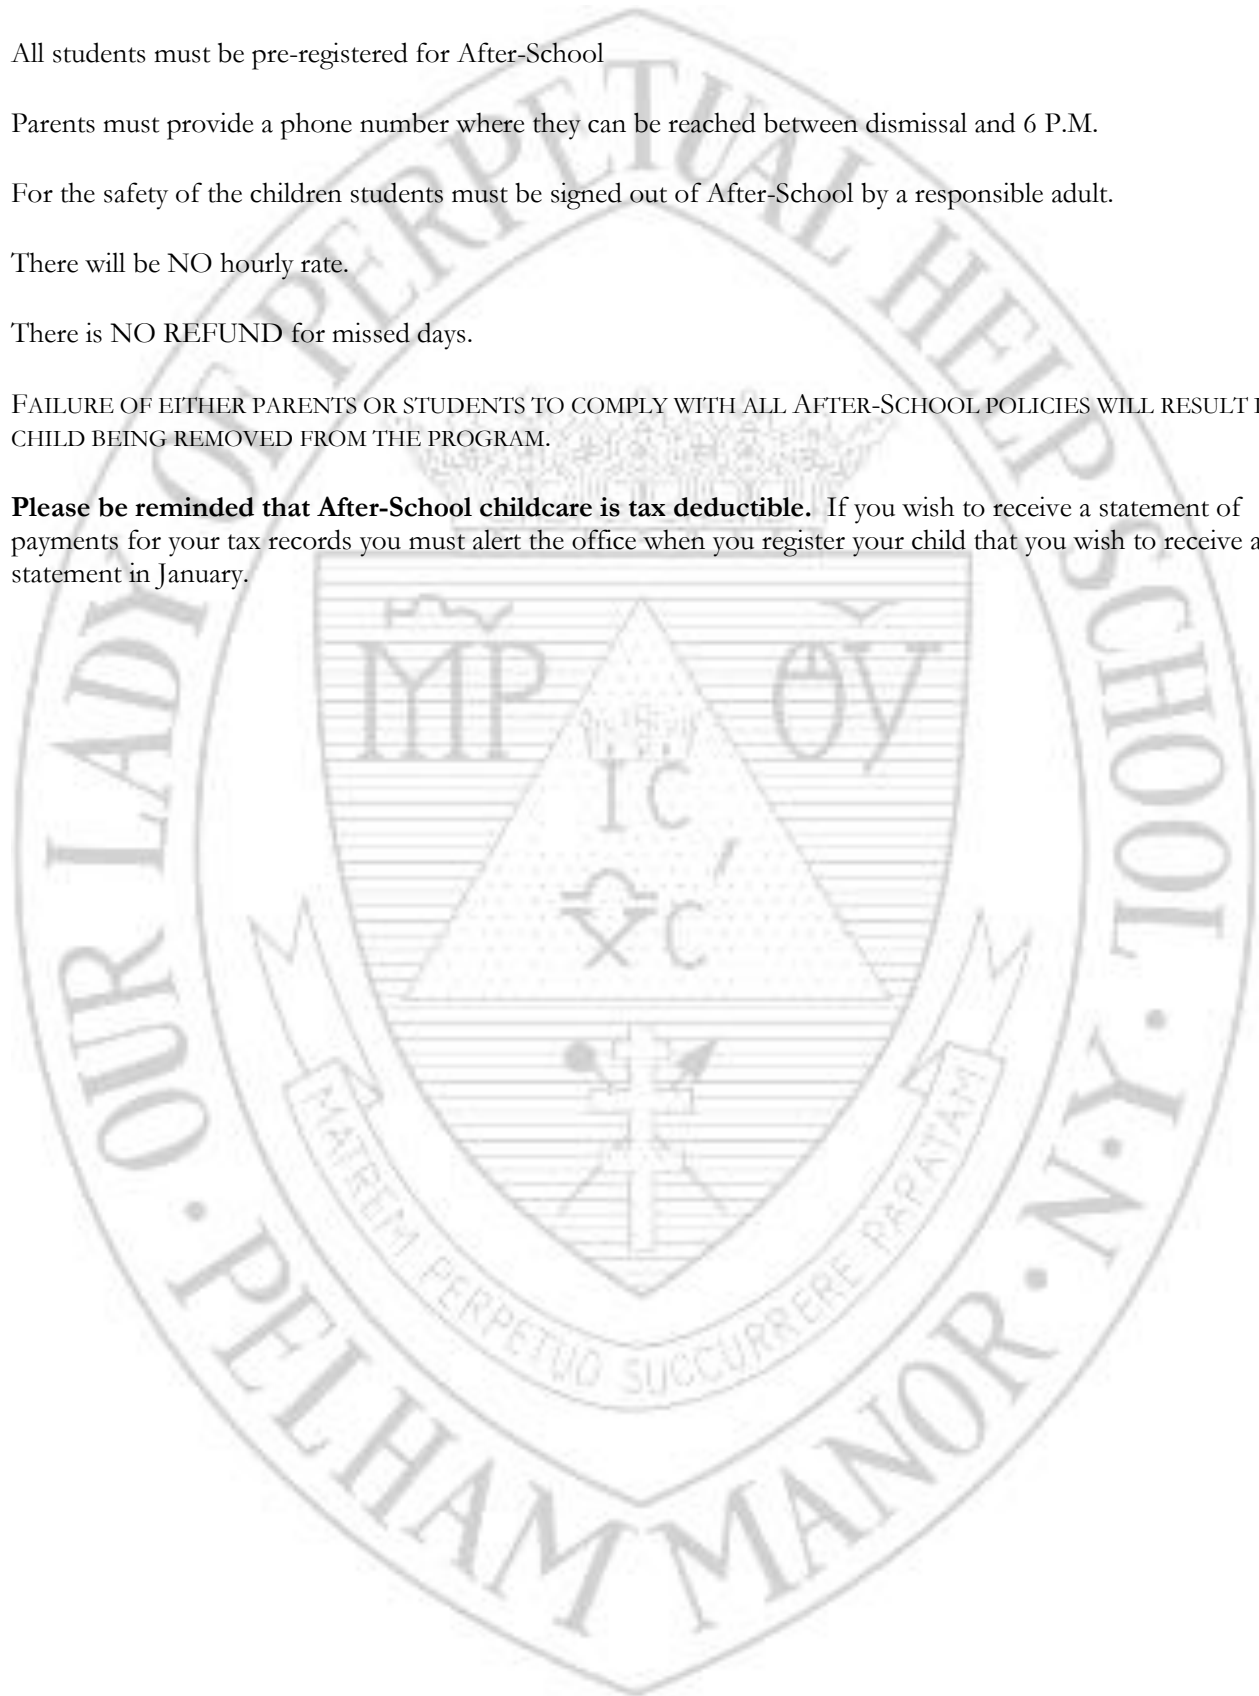 All students must be pre-registered for After-School
Parents must provide a phone number where they can be reached between dismissal and 6 P.M.
For the safety of the children students must be signed out of After-School by a responsible adult.
There will be NO hourly rate.
There is NO REFUND for missed days.
FAILURE OF EITHER PARENTS OR STUDENTS TO COMPLY WITH ALL AFTER-SCHOOL POLICIES WILL RESULT
CHILD BEING REMOVED FROM THE PROGRAM.
Please be reminded that After-School childcare is tax deductible. If you wish to receive a statement of
payments for your tax records you must alert the office when you register your child that you wish to receive a
statement in January.
OUR LADY OF PERPETUAL HELP SCHOOL
· PELHAM MANOR · N·Y ·
ΜΡ ΘΥ
IC
XC
MATREM PERPETUO SUCCURRERE PARATAM